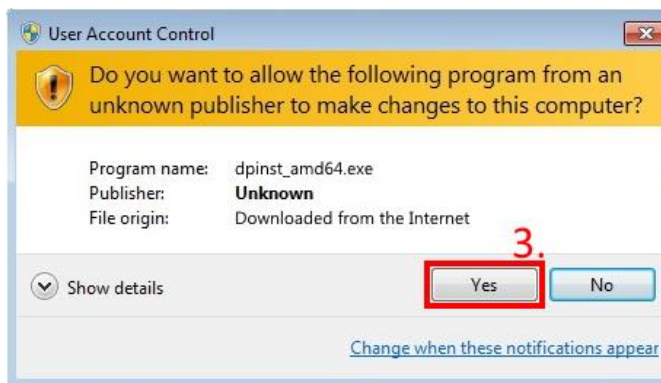 User Account Control
Do you want to allow the following program from an
unknown publisher to make changes to this computer?
Program name: dpinst_amd64.exe
Publisher: Unknown
File origin: Downloaded from the Internet
3.
Show details Yes No
Change when these notifications appear